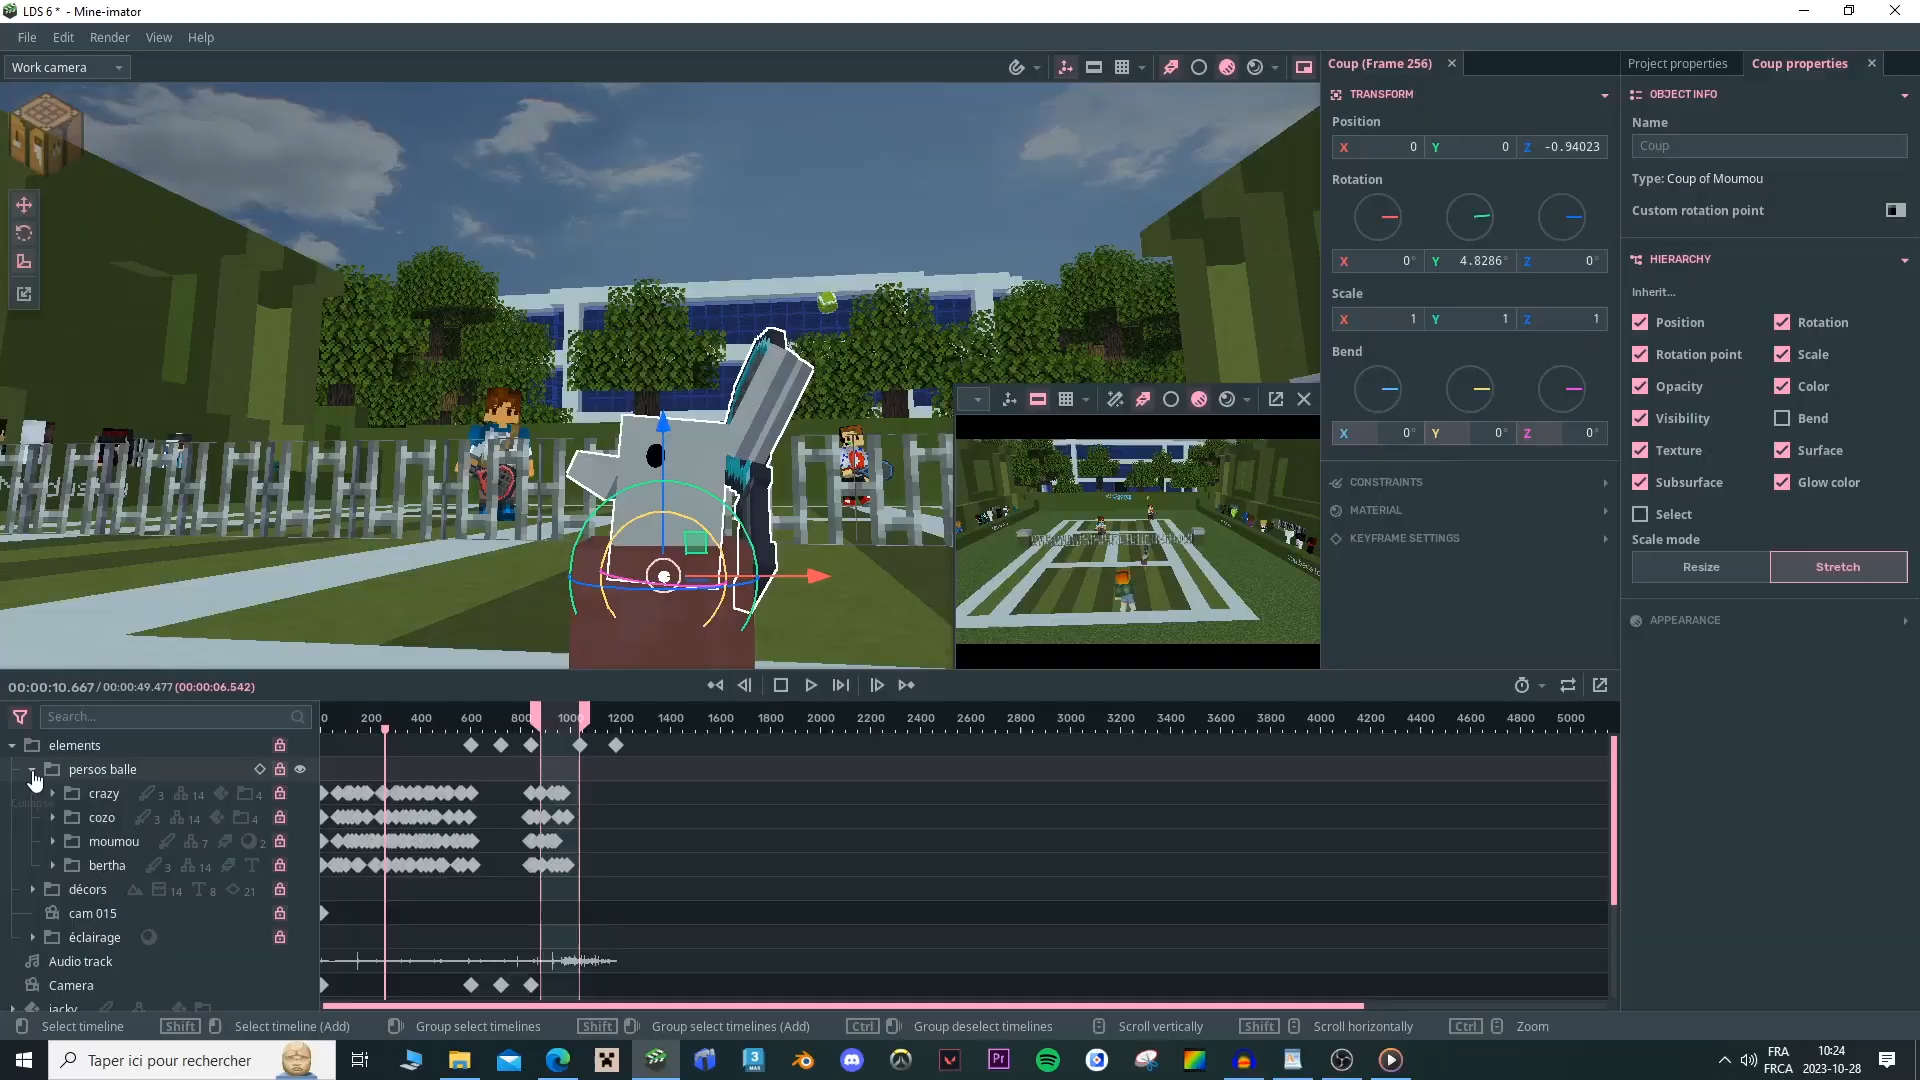 LDS 6 * - Mine-imator
File Edit Render View Help
Work camera
Coup (Frame 256)
TRANSFORM
Position
X 0 Y 0 Z -0.94023
Rotation
X 0° Y 4.8286° Z 0°
Scale
X 1 Y 1 Z 1
Bend
X 0° Y 0° Z 0°
CONSTRAINTS
MATERIAL
KEYFRAME SETTINGS
Project properties Coup properties
OBJECT INFO
Name
Coup
Type: Coup of Moumou
Custom rotation point
HIERARCHY
Inherit...
Position Rotation
Rotation point Scale
Opacity Color
Visibility Bend
Texture Surface
Subsurface Glow color
Select
Scale mode
Resize Stretch
APPEARANCE
00:00:10.667 / 00:00:49.477 (00:00:06.542)
Search...
0 200 400 600 800 1000 1200 1400 1600 1800 2000 2200 2400 2600 2800 3000 3200 3400 3600 3800 4000 4200 4400 4600 4800 5000
elements
persos balle
Collapse
crazy 3 14 4
cozo 3 14 4
moumou 7 2
bertha 3 14
décors 14 8 21
cam 015
éclairage
Audio track
Camera
jacky
Select timeline Shift Select timeline (Add) Group select timelines Shift Group select timelines (Add) Ctrl Group deselect timelines Scroll vertically Shift Scroll horizontally Ctrl Zoom
Taper ici pour rechercher
3
MAX
Pr
FRA
FRCA
10:24
2023-10-28